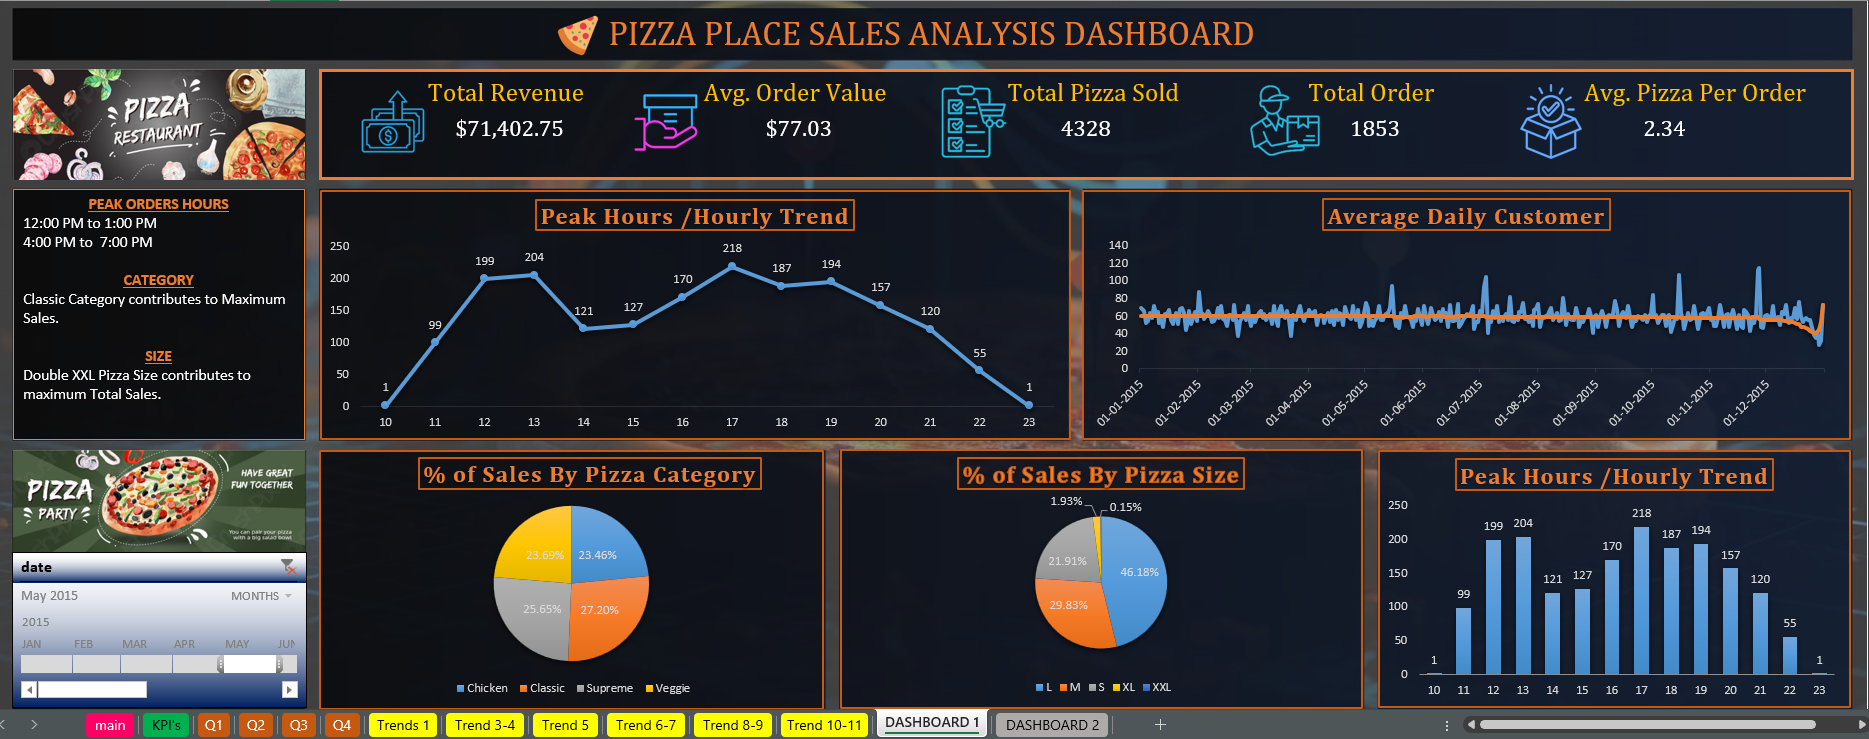 PIZZA PLACE SALES ANALYSIS DASHBOARD
PIZZA
RESTAURANT
Total Revenue
$71,402.75
Avg. Order Value
$77.03
Total Pizza Sold
4328
Total Order
1853
Avg. Pizza Per Order
2.34
PEAK ORDERS HOURS
12:00 PM to 1:00 PM
4:00 PM to 7:00 PM
CATEGORY
Classic Category contributes to Maximum
Sales.
SIZE
Double XXL Pizza Size contributes to
maximum Total Sales.
Peak Hours /Hourly Trend
250
200
150
100
50
0
1
99
199
204
121
127
170
218
187
194
157
120
55
1
10 11 12 13 14 15 16 17 18 19 20 21 22 23
Average Daily Customer
140
120
100
80
60
40
20
0
01-01-2015
01-02-2015
01-03-2015
01-04-2015
01-05-2015
01-06-2015
01-07-2015
01-08-2015
01-09-2015
01-10-2015
01-11-2015
01-12-2015
PIZZA
PARTY
HAVE GREAT
FUN TOGETHER
You can pair your pizza
with a big salad bowl
date
May 2015
MONTHS
2015
JAN FEB MAR APR MAY JUN
% of Sales By Pizza Category
23.69%
23.46%
25.65%
27.20%
Chicken Classic Supreme Veggie
% of Sales By Pizza Size
1.93%
0.15%
21.91%
46.18%
29.83%
L M S XL XXL
Peak Hours /Hourly Trend
250
200
150
100
50
0
1
99
199
204
121
127
170
218
187
194
157
120
55
1
10 11 12 13 14 15 16 17 18 19 20 21 22 23
main KPI's Q1 Q2 Q3 Q4 Trends 1 Trend 3-4 Trend 5 Trend 6-7 Trend 8-9 Trend 10-11 DASHBOARD 1 DASHBOARD 2